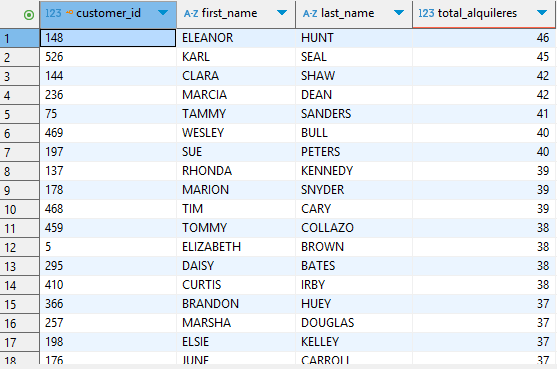 123 customer_id A-Z first_name A-Z last_name 123 total_alquileres
1 148 ELEANOR HUNT 46
2 526 KARL SEAL 45
3 144 CLARA SHAW 42
4 236 MARCIA DEAN 42
5 75 TAMMY SANDERS 41
6 469 WESLEY BULL 40
7 197 SUE PETERS 40
8 137 RHONDA KENNEDY 39
9 178 MARION SNYDER 39
10 468 TIM CARY 39
11 459 TOMMY COLLAZO 38
12 5 ELIZABETH BROWN 38
13 295 DAISY BATES 38
14 410 CURTIS IRBY 38
15 366 BRANDON HUEY 37
16 257 MARSHA DOUGLAS 37
17 198 ELSIE KELLEY 37
18 176 JUNE CARROLL 37